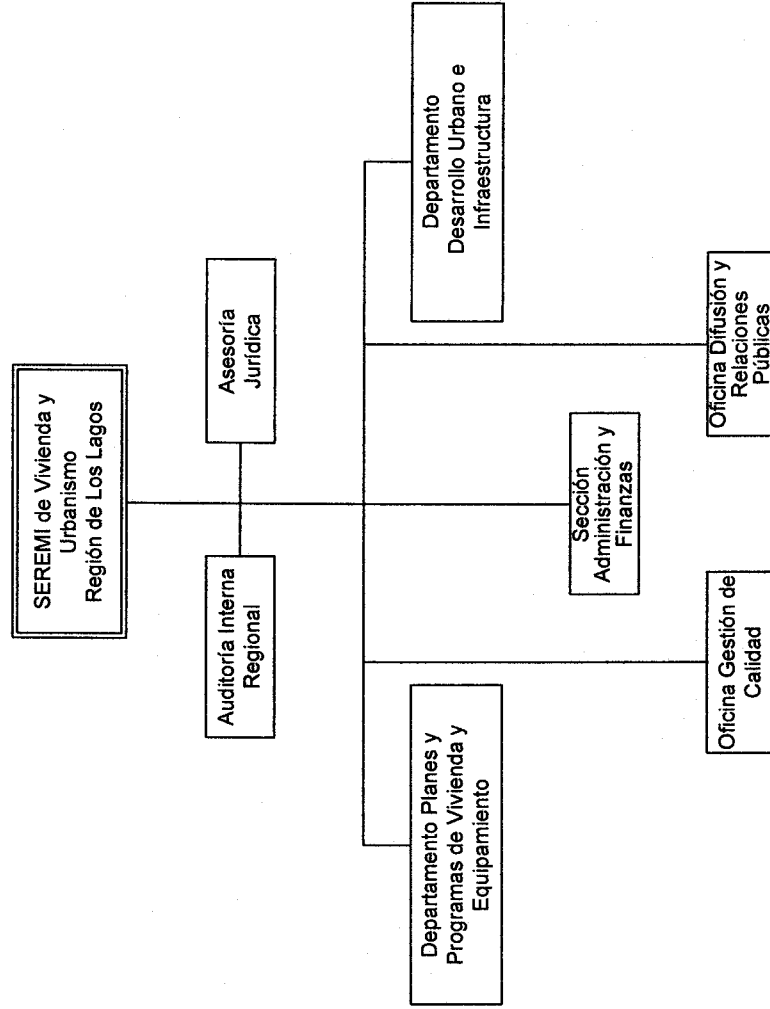 SEREMI de Vivienda y
Urbanismo
Región de Los Lagos
Auditoría Interna
Regional
Asesoría
Jurídica
Departamento Planes y
Programas de Vivienda y
Equipamiento
Departamento
Desarrollo Urbano e
Infraestructura
Sección
Administración y
Finanzas
Oficina Gestión de
Calidad
Oficina Difusión y
Relaciones
Públicas